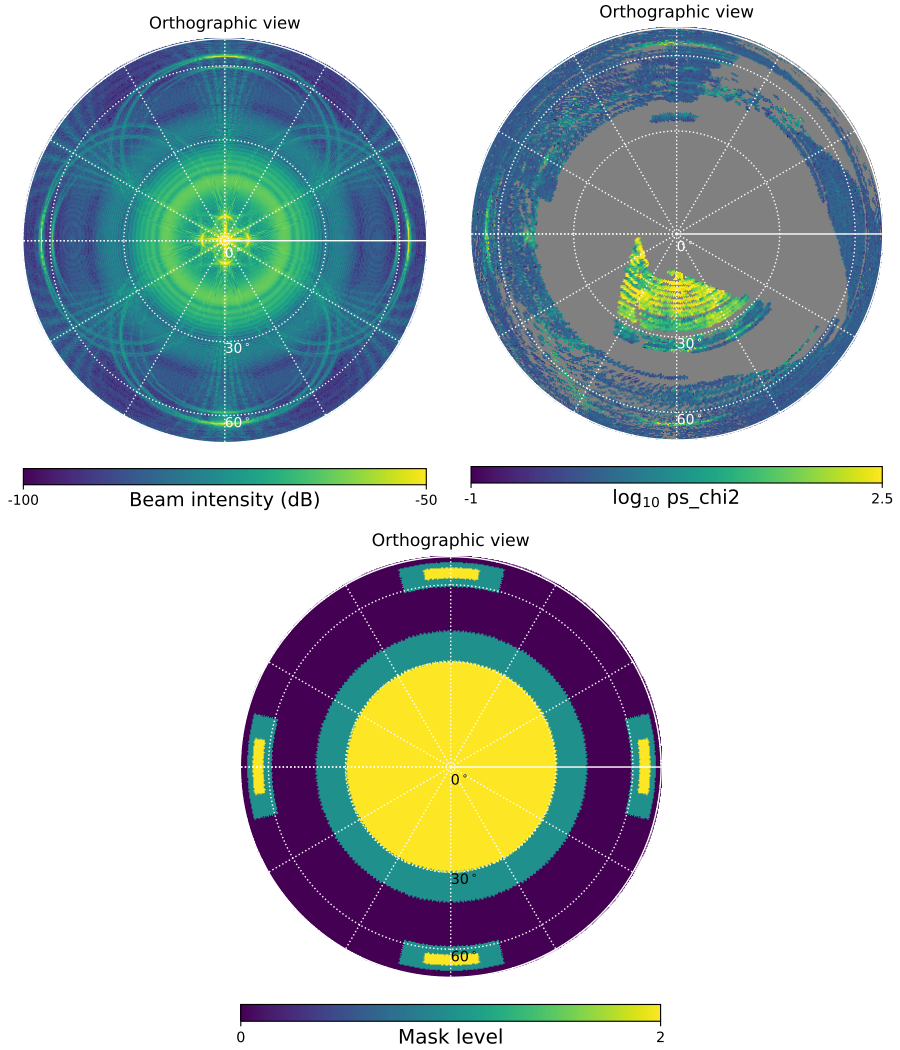 Orthographic view
0°
30°
60°
-100
-50
Beam intensity (dB)
Orthographic view
0°
30°
60°
-1
2.5
log₁₀ ps_chi2
Orthographic view
0°
30°
60°
0
2
Mask level